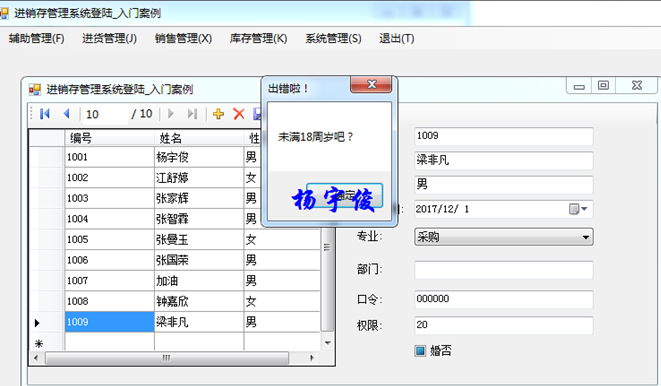 进销存管理系统登陆_入门案例
辅助管理(F) 进货管理(J) 销售管理(X) 库存管理(K) 系统管理(S) 退出(T)
进销存管理系统登陆_入门案例
10 / 10
编号 姓名 性
1001 杨宇俊 男
1002 江舒婷 女
1003 张家辉 男
1004 张智霖 男
1005 张曼玉 女
1006 张国荣 男
1007 加油 男
1008 钟嘉欣 女
1009 梁非凡 男
出错啦！
未满18周岁吧？
杨宇俊
1009
梁非凡
男
2017/12/ 1
专业： 采购
部门：
口令： 000000
权限： 20
婚否